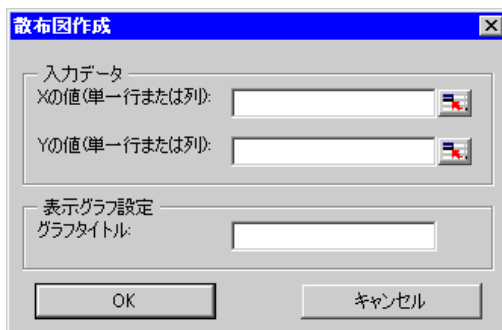 散布図作成
入力データ
Xの値(単一行または列):
Yの値(単一行または列):
表示グラフ設定
グラフタイトル:
OK
キャンセル